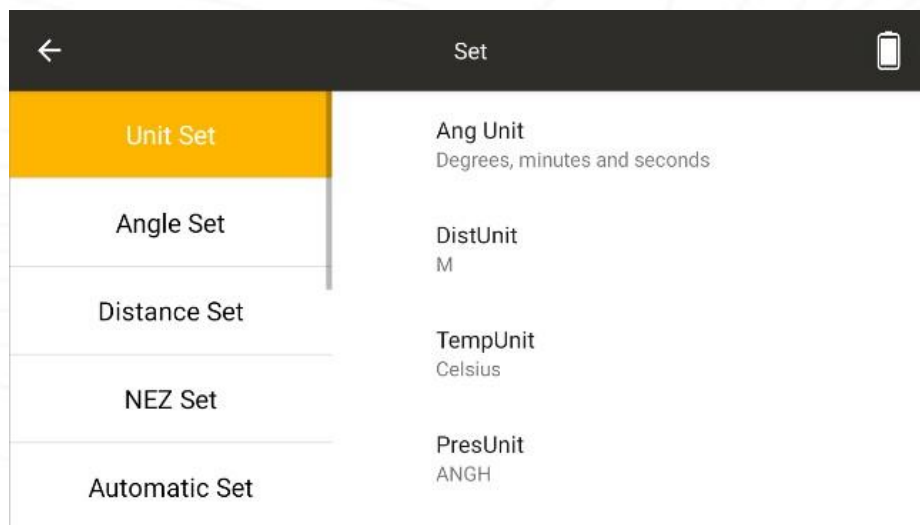 Set
Unit Set
Angle Set
Distance Set
NEZ Set
Automatic Set
Ang Unit
Degrees, minutes and seconds
DistUnit
M
TempUnit
Celsius
PresUnit
ANGH